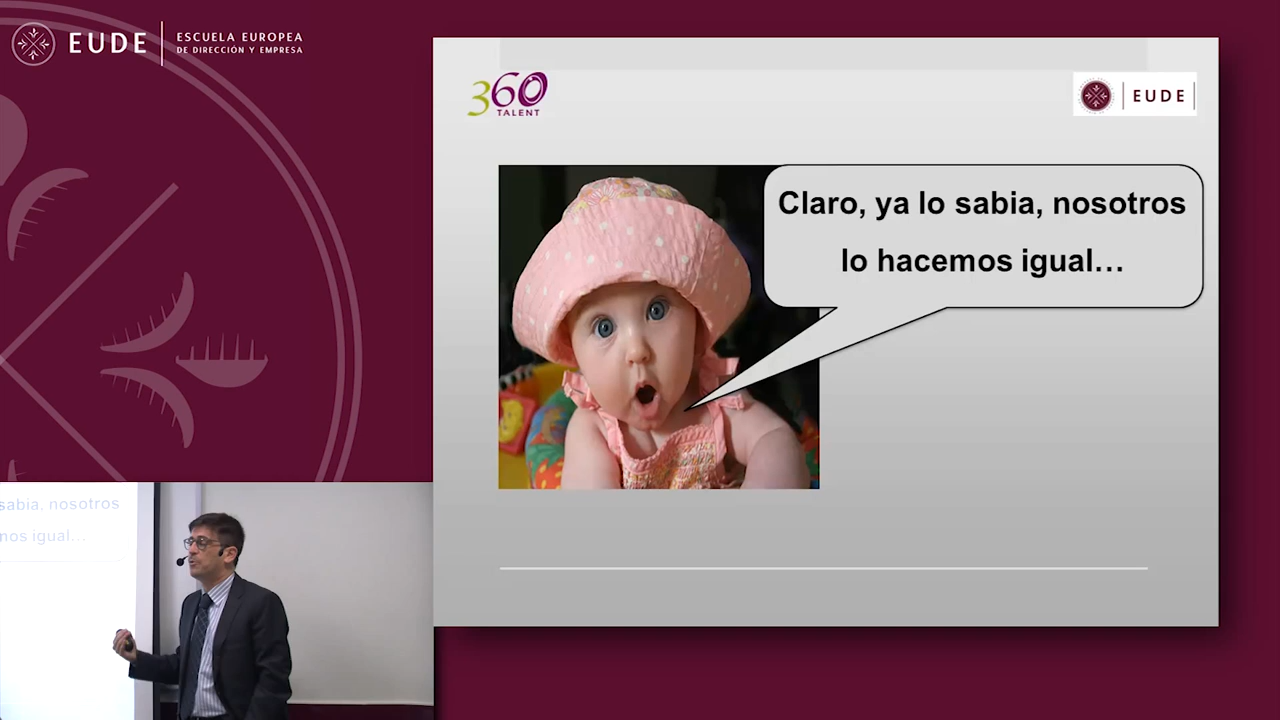 EUDE
ESCUELA EUROPEA
DE DIRECCIÓN Y EMPRESA
360
TALENT
EUDE
Claro, ya lo sabia, nosotros
lo hacemos igual…
sabia, nosotros
mos igual…